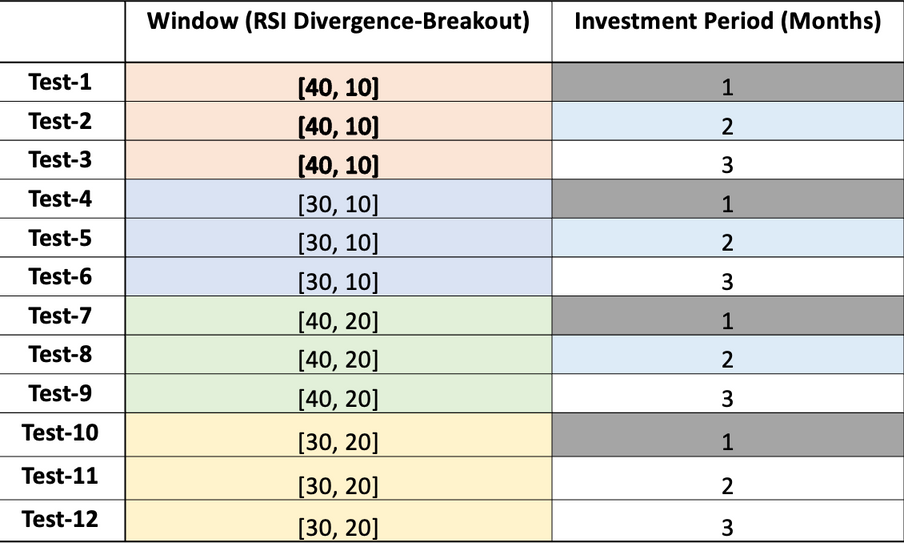 Window (RSI Divergence-Breakout) Investment Period (Months)
Test-1 [40, 10] 1
Test-2 [40, 10] 2
Test-3 [40, 10] 3
Test-4 [30, 10] 1
Test-5 [30, 10] 2
Test-6 [30, 10] 3
Test-7 [40, 20] 1
Test-8 [40, 20] 2
Test-9 [40, 20] 3
Test-10 [30, 20] 1
Test-11 [30, 20] 2
Test-12 [30, 20] 3